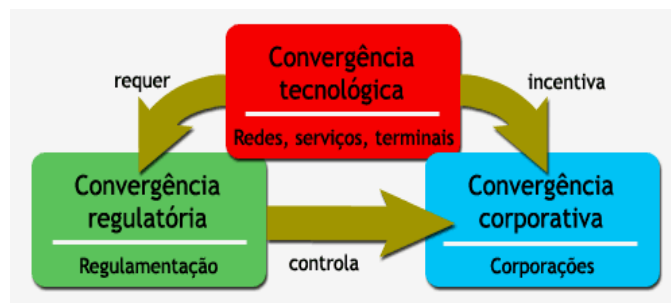 Convergência
tecnológica
Redes, serviços, terminais
requer
incentiva
Convergência
regulatória
Regulamentação
controla
Convergência
corporativa
Corporações